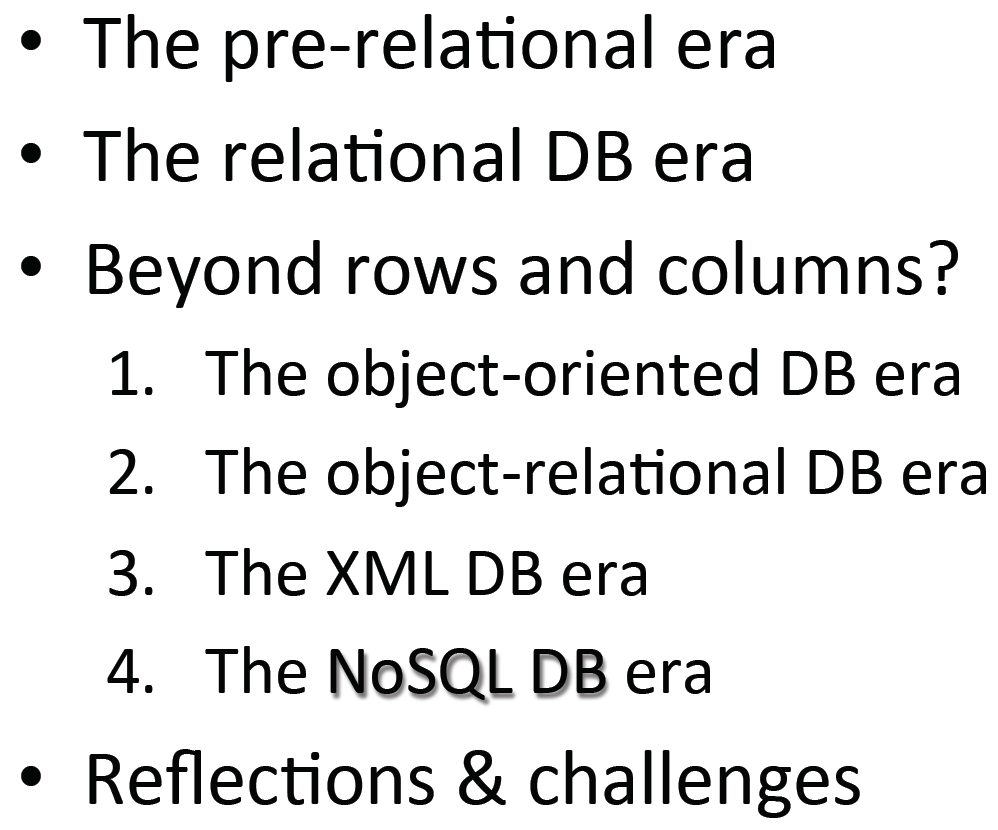 • The pre-relational era
• The relational DB era
• Beyond rows and columns?
1. The object-oriented DB era
2. The object-relational DB era
3. The XML DB era
4. The NoSQL DB era
• Reflections & challenges